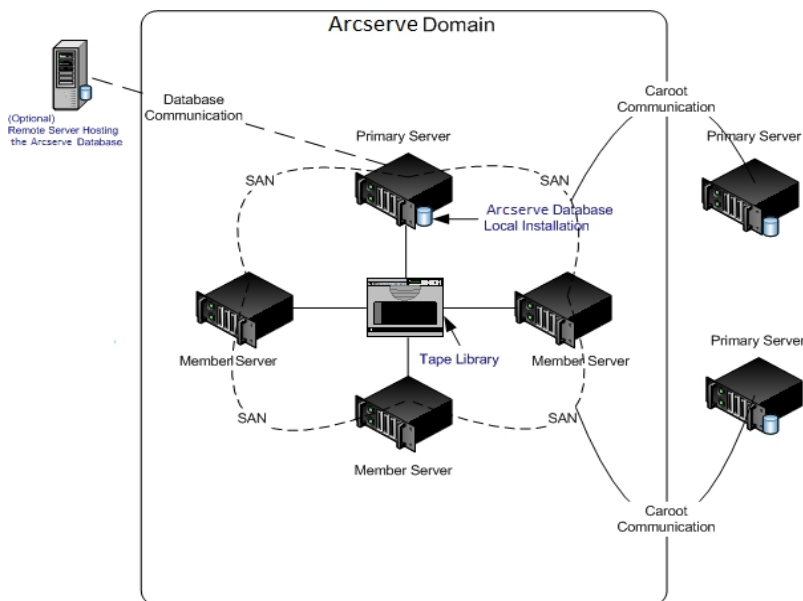 Arcserve Domain
(Optional)
Remote Server Hosting
the Arcserve Database
Database
Communication
Caroot
Communication
Primary Server
Primary Server
SAN
SAN
Arcserve Database
Local Installation
Member Server
Tape Library
Member Server
Primary Server
SAN
SAN
Member Server
Caroot
Communication